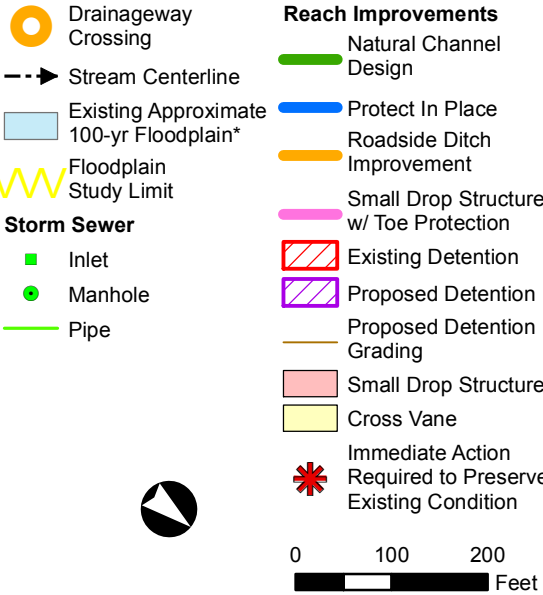 Drainageway
Crossing
Stream Centerline
Existing Approximate
100-yr Floodplain*
Floodplain
Study Limit
Storm Sewer
Inlet
Manhole
Pipe
Reach Improvements
Natural Channel
Design
Protect In Place
Roadside Ditch
Improvement
Small Drop Structure
w/ Toe Protection
Existing Detention
Proposed Detention
Proposed Detention
Grading
Small Drop Structure
Cross Vane
Immediate Action
Required to Preserve
Existing Condition
0 100 200
Feet